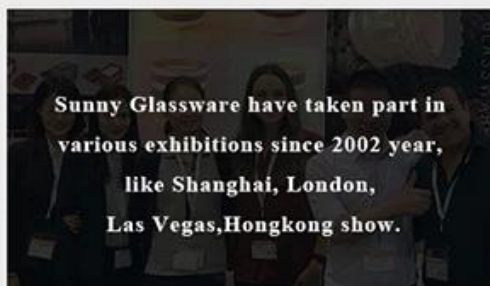 Sunny Glassware have taken part in
various exhibitions since 2002 year,
like Shanghai, London,
Las Vegas,Hongkong show.